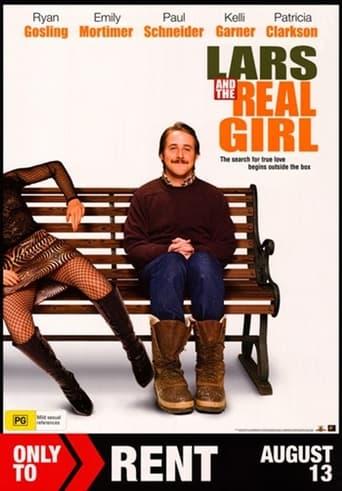 Ryan Gosling
Emily Mortimer
Paul Schneider
Kelli Garner
Patricia Clarkson
LARS
AND THE
REAL
GIRL
The search for true love
begins outside the box
PG
Mild sexual
references
ONLY TO
RENT
AUGUST 13